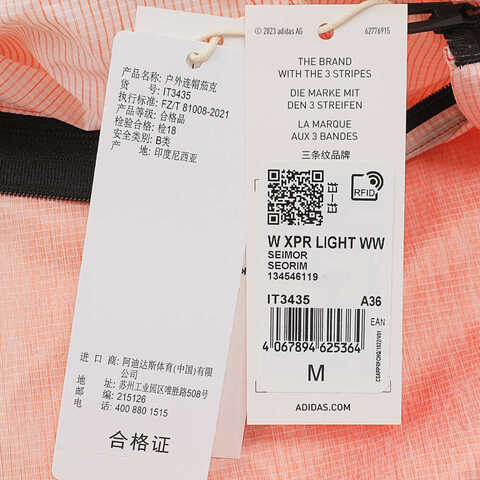 产品名称: 户外连帽茄克
货 号: IT3435
执行标准: FZ/T 81008-2021
产品等级: 合格品
检验合格: 检18
安全类别: B类
产 地: 印度尼西亚
进 口 商: 阿迪达斯体育(中国)有限
公司
地 址: 苏州工业园区唯胜路508号
邮 编: 215126
电 话: 400 880 1515
合格证
© 2023 adidas AG
62776915
THE BRAND
WITH THE 3 STRIPES
DIE MARKE MIT
DEN 3 STREIFEN
LA MARQUE
AUX 3 BANDES
三条纹品牌
EI-IE
RFID
W XPR LIGHT WW
SEIMOR
SEORIM
134546119
IT3435 A36
EAN
4 067894 625364
M
ADIDAS.COM